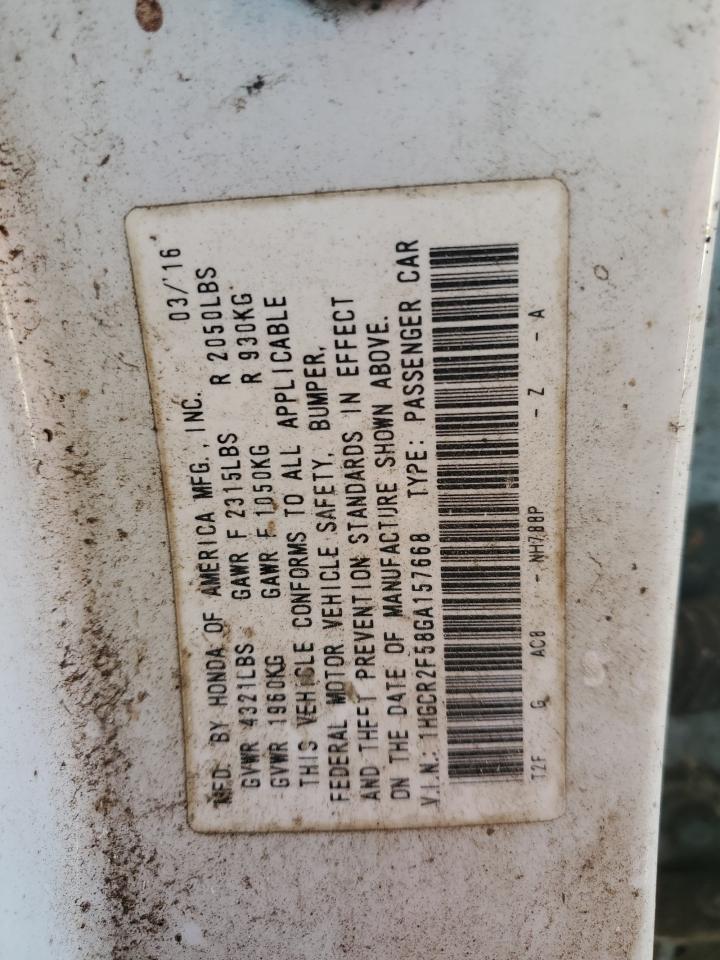 MFD. BY HONDA OF AMERICA MFG., INC. 03/'16
GVWR 4321LBS GAWR F 2315LBS R 2050LBS
GVWR 1960KG GAWR F 1050KG R 930KG
THIS VEHICLE CONFORMS TO ALL APPLICABLE
FEDERAL MOTOR VEHICLE SAFETY, BUMPER,
AND THEFT PREVENTION STANDARDS IN EFFECT
ON THE DATE OF MANUFACTURE SHOWN ABOVE.
V.I.N.: 1HGCR2F58GA157668 TYPE: PASSENGER CAR
T2F G AC8 - NH788P - Z - A